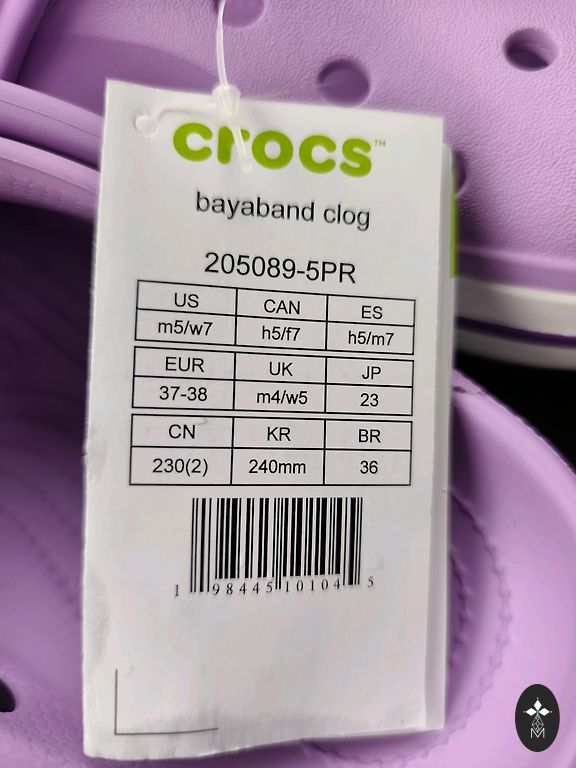 crocs™
bayaband clog
205089-5PR
US CAN ES
m5/w7 h5/f7 h5/m7
EUR UK JP
37-38 m4/w5 23
CN KR BR
230(2) 240mm 36
1 98445 10104 5
M